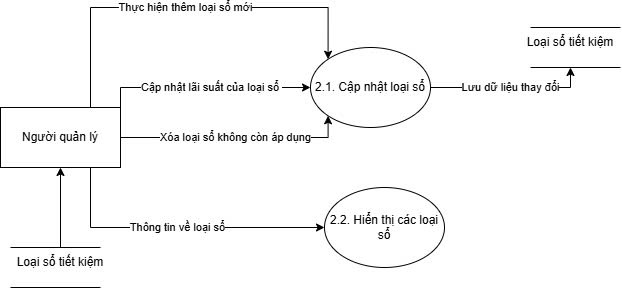 Thực hiện thêm loại sổ mới
Loại sổ tiết kiệm
Cập nhật lãi suất của loại sổ
2.1. Cập nhật loại sổ
Lưu dữ liệu thay đổi
Người quản lý
Xóa loại sổ không còn áp dụng
2.2. Hiển thị các loại
sổ
Thông tin về loại sổ
Loại sổ tiết kiệm